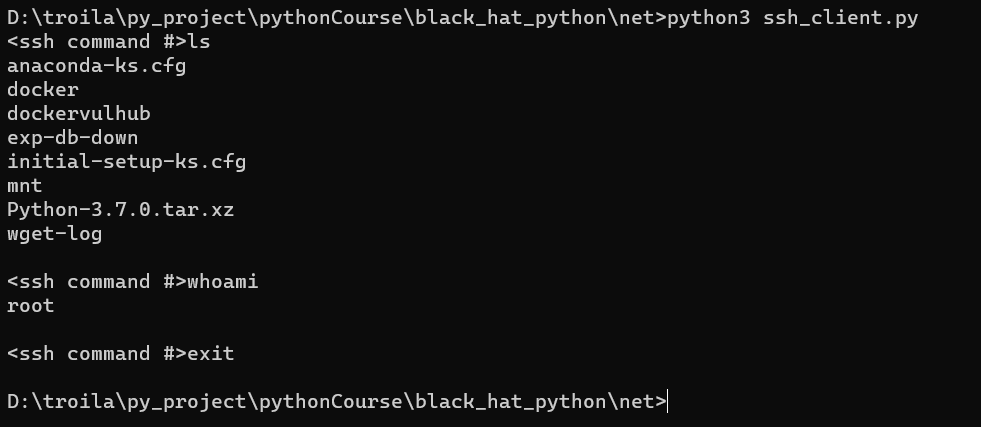 D:\troila\py_project\pythonCourse\black_hat_python\net>python3 ssh_client.py
<ssh command #>ls
anaconda-ks.cfg
docker
dockervulhub
exp-db-down
initial-setup-ks.cfg
mnt
Python-3.7.0.tar.xz
wget-log
<ssh command #>whoami
root
<ssh command #>exit
D:\troila\py_project\pythonCourse\black_hat_python\net>